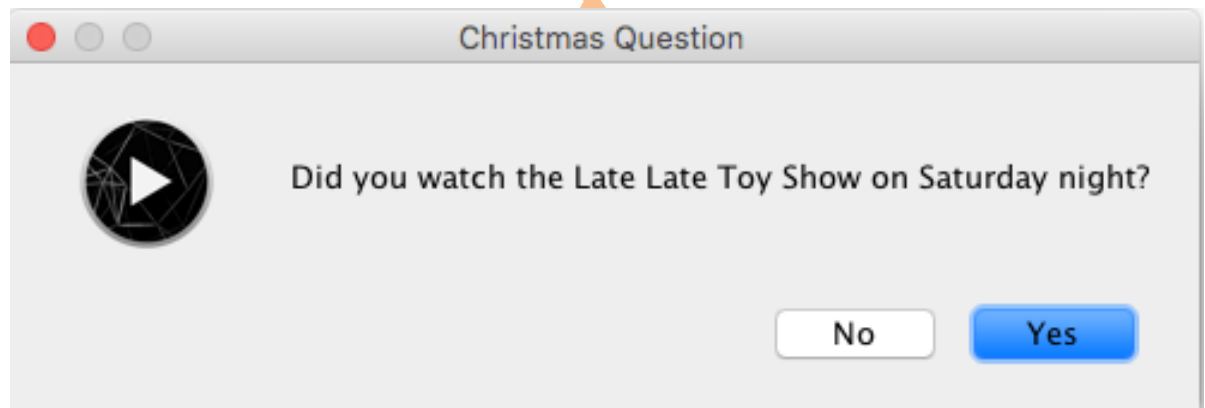 Christmas Question
Did you watch the Late Late Toy Show on Saturday night?
No
Yes